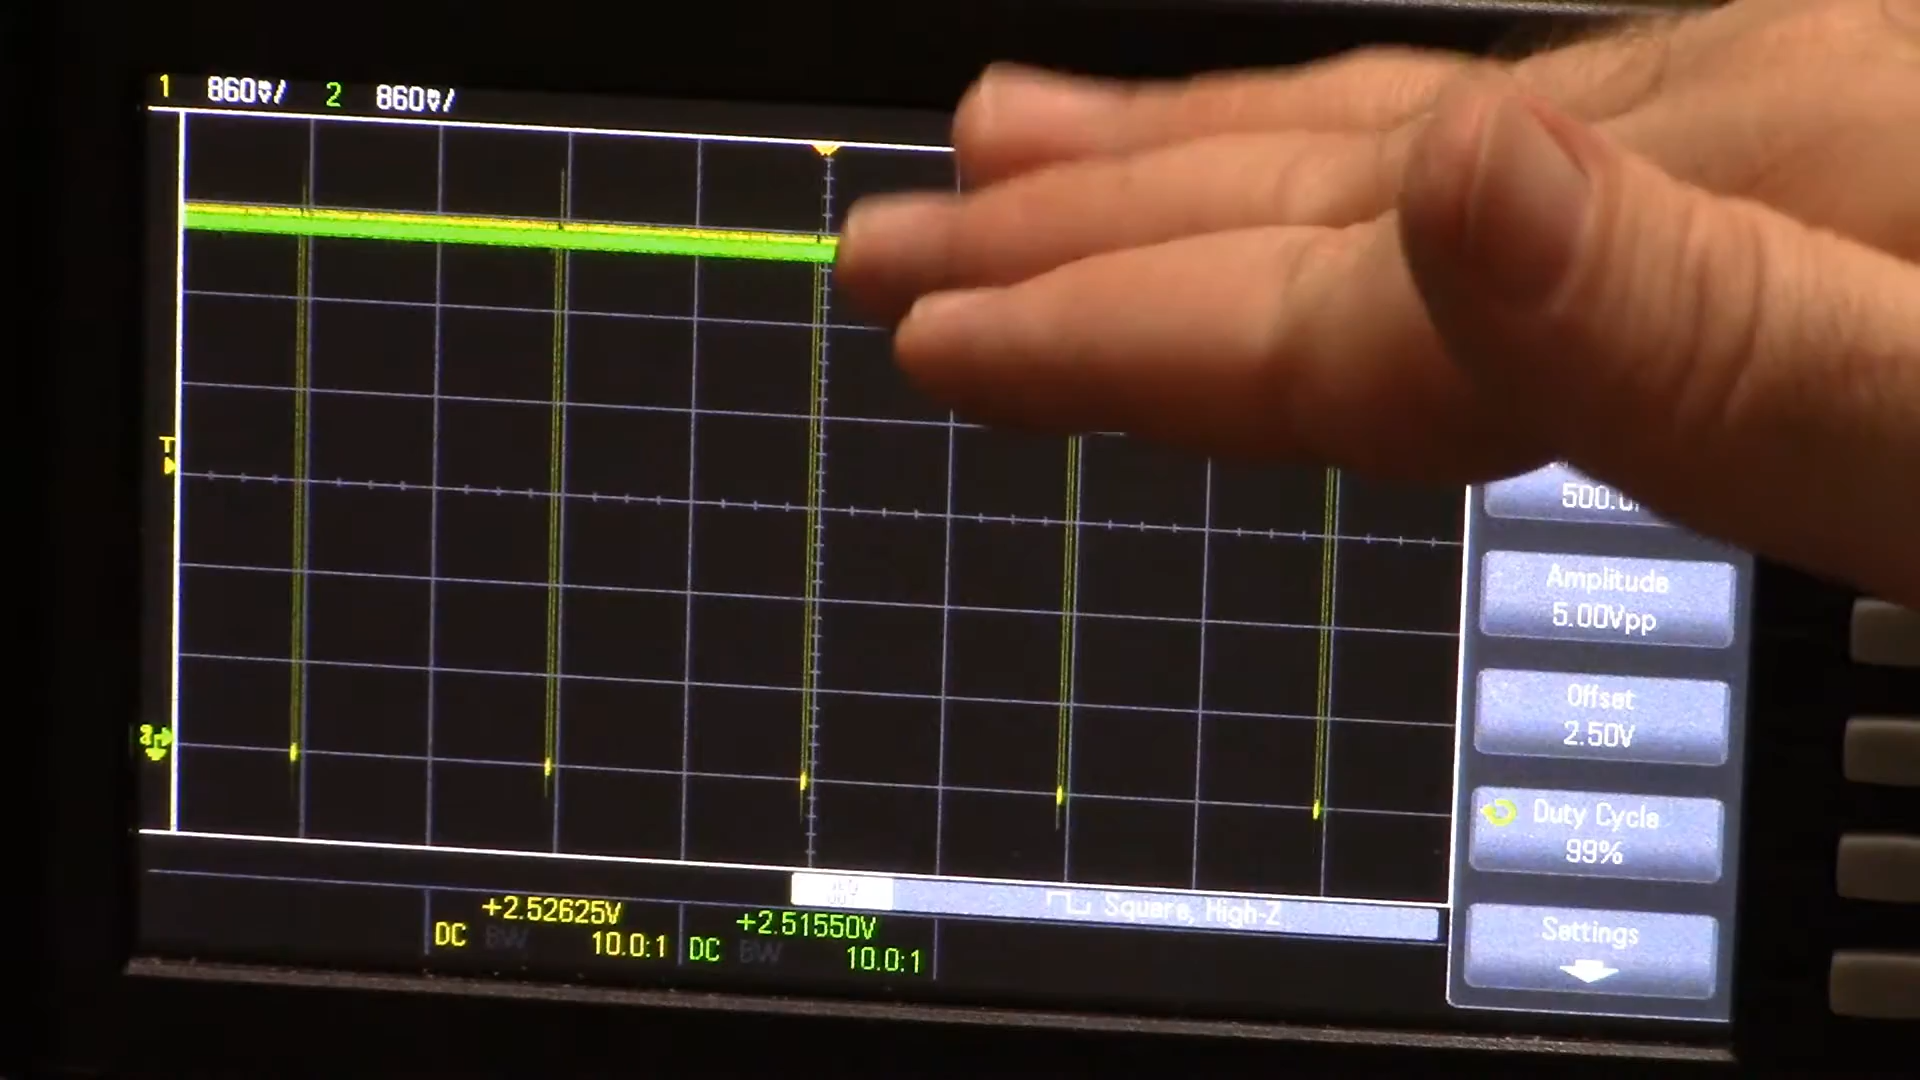 1 860mV/ 2 860mV/
T
500.0
Amplitude
5.00Vpp
Offset
2.50V
Duty Cycle
99%
Settings
Square, High-Z
+2.52625V
DC BW 10.0:1
+2.51550V
DC BW 10.0:1